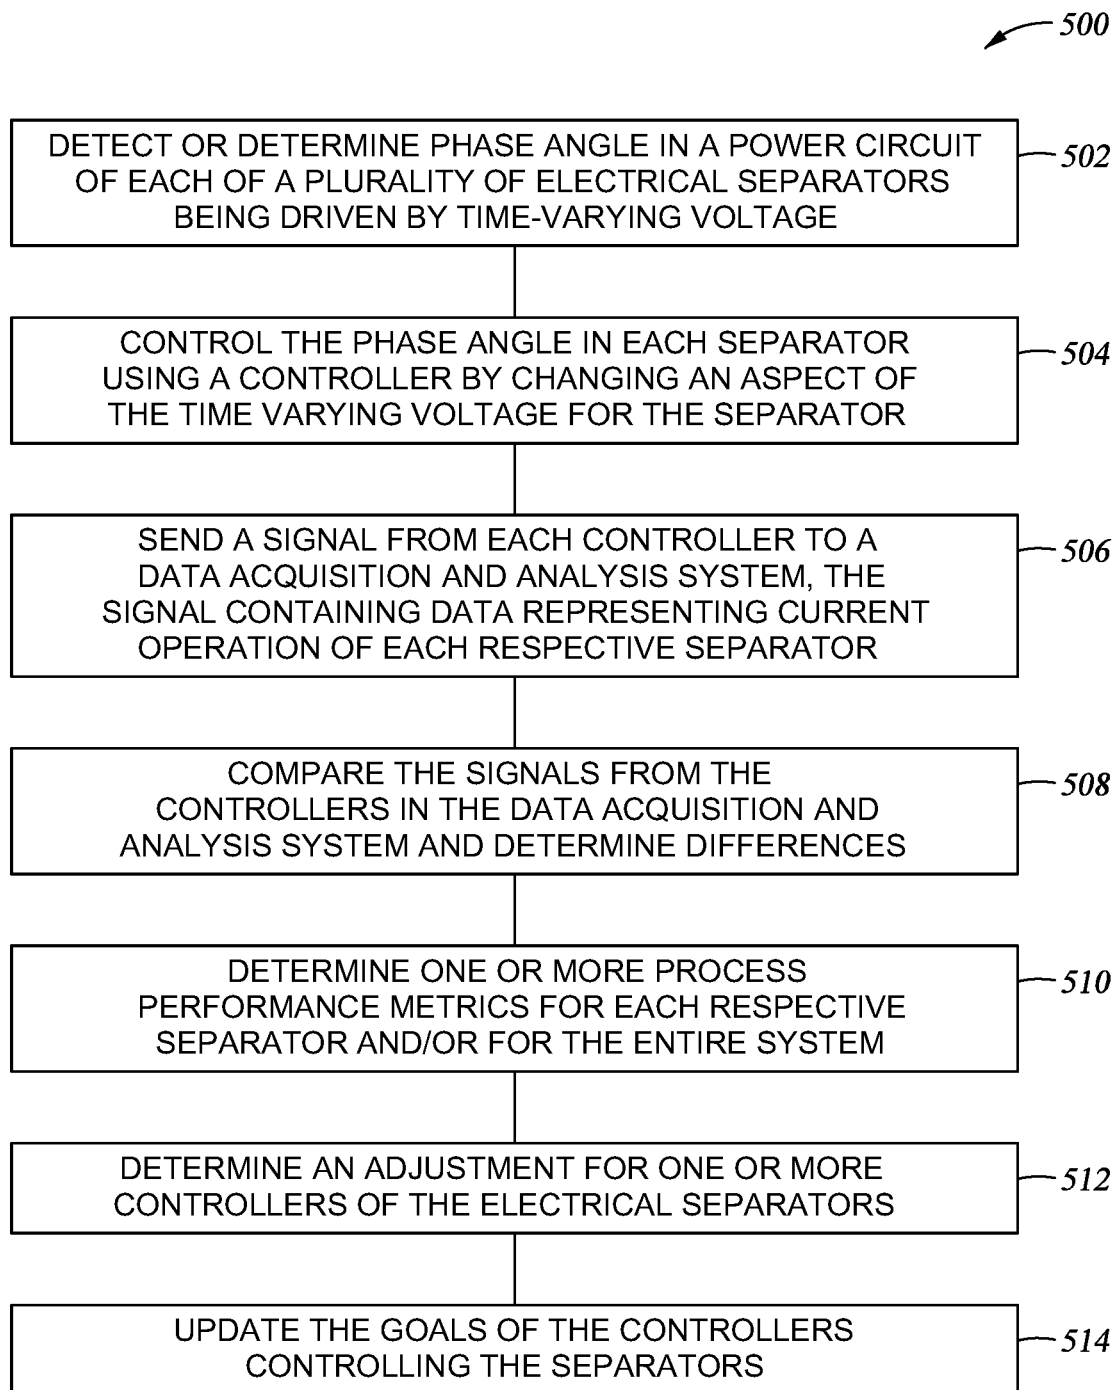 500
DETECT OR DETERMINE PHASE ANGLE IN A POWER CIRCUIT
OF EACH OF A PLURALITY OF ELECTRICAL SEPARATORS
BEING DRIVEN BY TIME-VARYING VOLTAGE
502
CONTROL THE PHASE ANGLE IN EACH SEPARATOR
USING A CONTROLLER BY CHANGING AN ASPECT OF
THE TIME VARYING VOLTAGE FOR THE SEPARATOR
504
SEND A SIGNAL FROM EACH CONTROLLER TO A
DATA ACQUISITION AND ANALYSIS SYSTEM, THE
SIGNAL CONTAINING DATA REPRESENTING CURRENT
OPERATION OF EACH RESPECTIVE SEPARATOR
506
COMPARE THE SIGNALS FROM THE
CONTROLLERS IN THE DATA ACQUISITION AND
ANALYSIS SYSTEM AND DETERMINE DIFFERENCES
508
DETERMINE ONE OR MORE PROCESS
PERFORMANCE METRICS FOR EACH RESPECTIVE
SEPARATOR AND/OR FOR THE ENTIRE SYSTEM
510
DETERMINE AN ADJUSTMENT FOR ONE OR MORE
CONTROLLERS OF THE ELECTRICAL SEPARATORS
512
UPDATE THE GOALS OF THE CONTROLLERS
CONTROLLING THE SEPARATORS
514